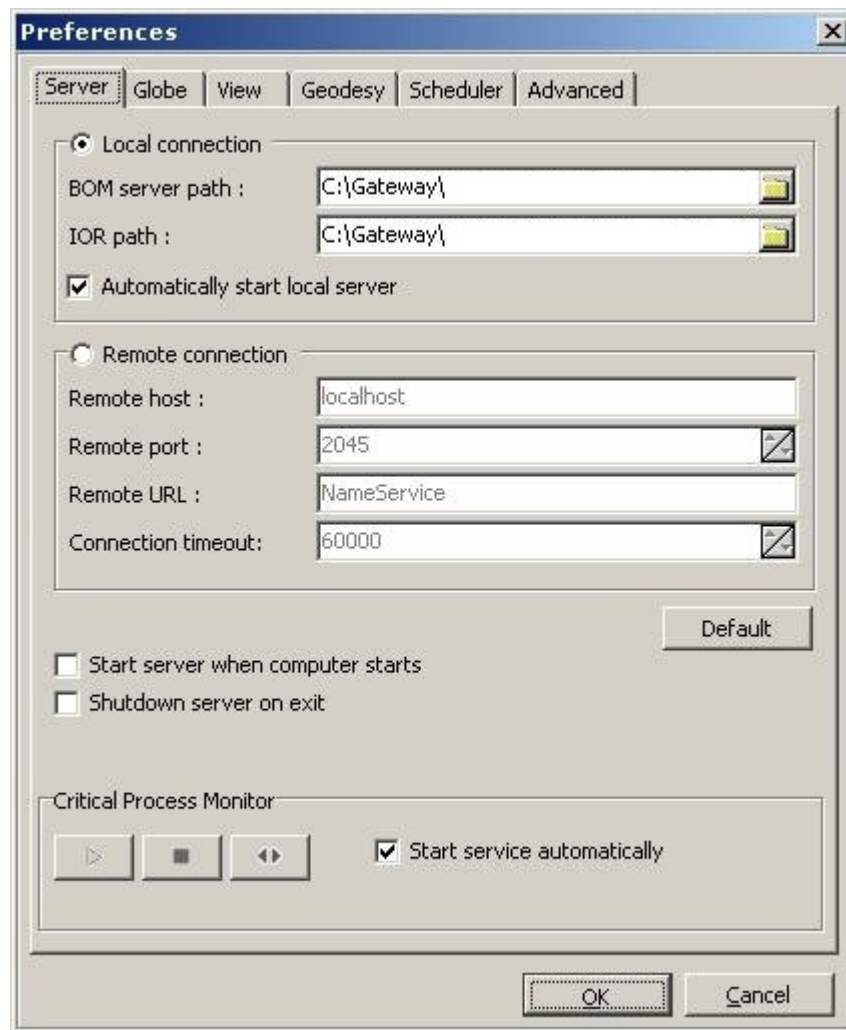 Preferences
Server Globe View Geodesy Scheduler Advanced
Local connection
BOM server path : C:\Gateway\
IOR path : C:\Gateway\
Automatically start local server
Remote connection
Remote host : localhost
Remote port : 2045
Remote URL : NameService
Connection timeout: 60000
Default
Start server when computer starts
Shutdown server on exit
Critical Process Monitor
Start service automatically
OK Cancel